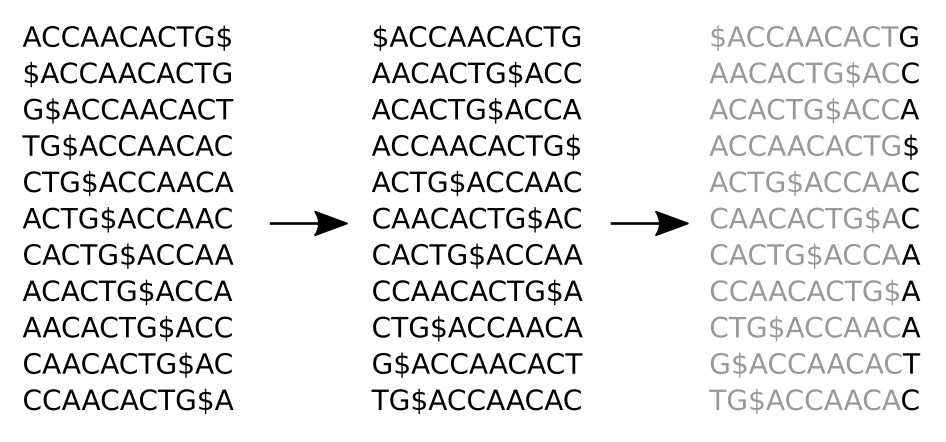 ACCAACACTG$ $ACCAACACTG $ACCAACACTG
$ACCAACACTG AACACTG$ACC AACACTG$ACC
G$ACCAACACT ACACTG$ACCA ACACTG$ACCA
TG$ACCAACAC ACCAACACTG$ ACCAACACTG$
CTG$ACCAACA ACTG$ACCAAC ACTG$ACCAAC
ACTG$ACCAAC CAACACTG$AC CAACACTG$AC
CACTG$ACCAA CACTG$ACCAA CACTG$ACCAA
ACACTG$ACCA CCAACACTG$A CCAACACTG$A
AACACTG$ACC CTG$ACCAACA CTG$ACCAACA
CAACACTG$AC G$ACCAACACT G$ACCAACACT
CCAACACTG$A TG$ACCAACAC TG$ACCAACAC